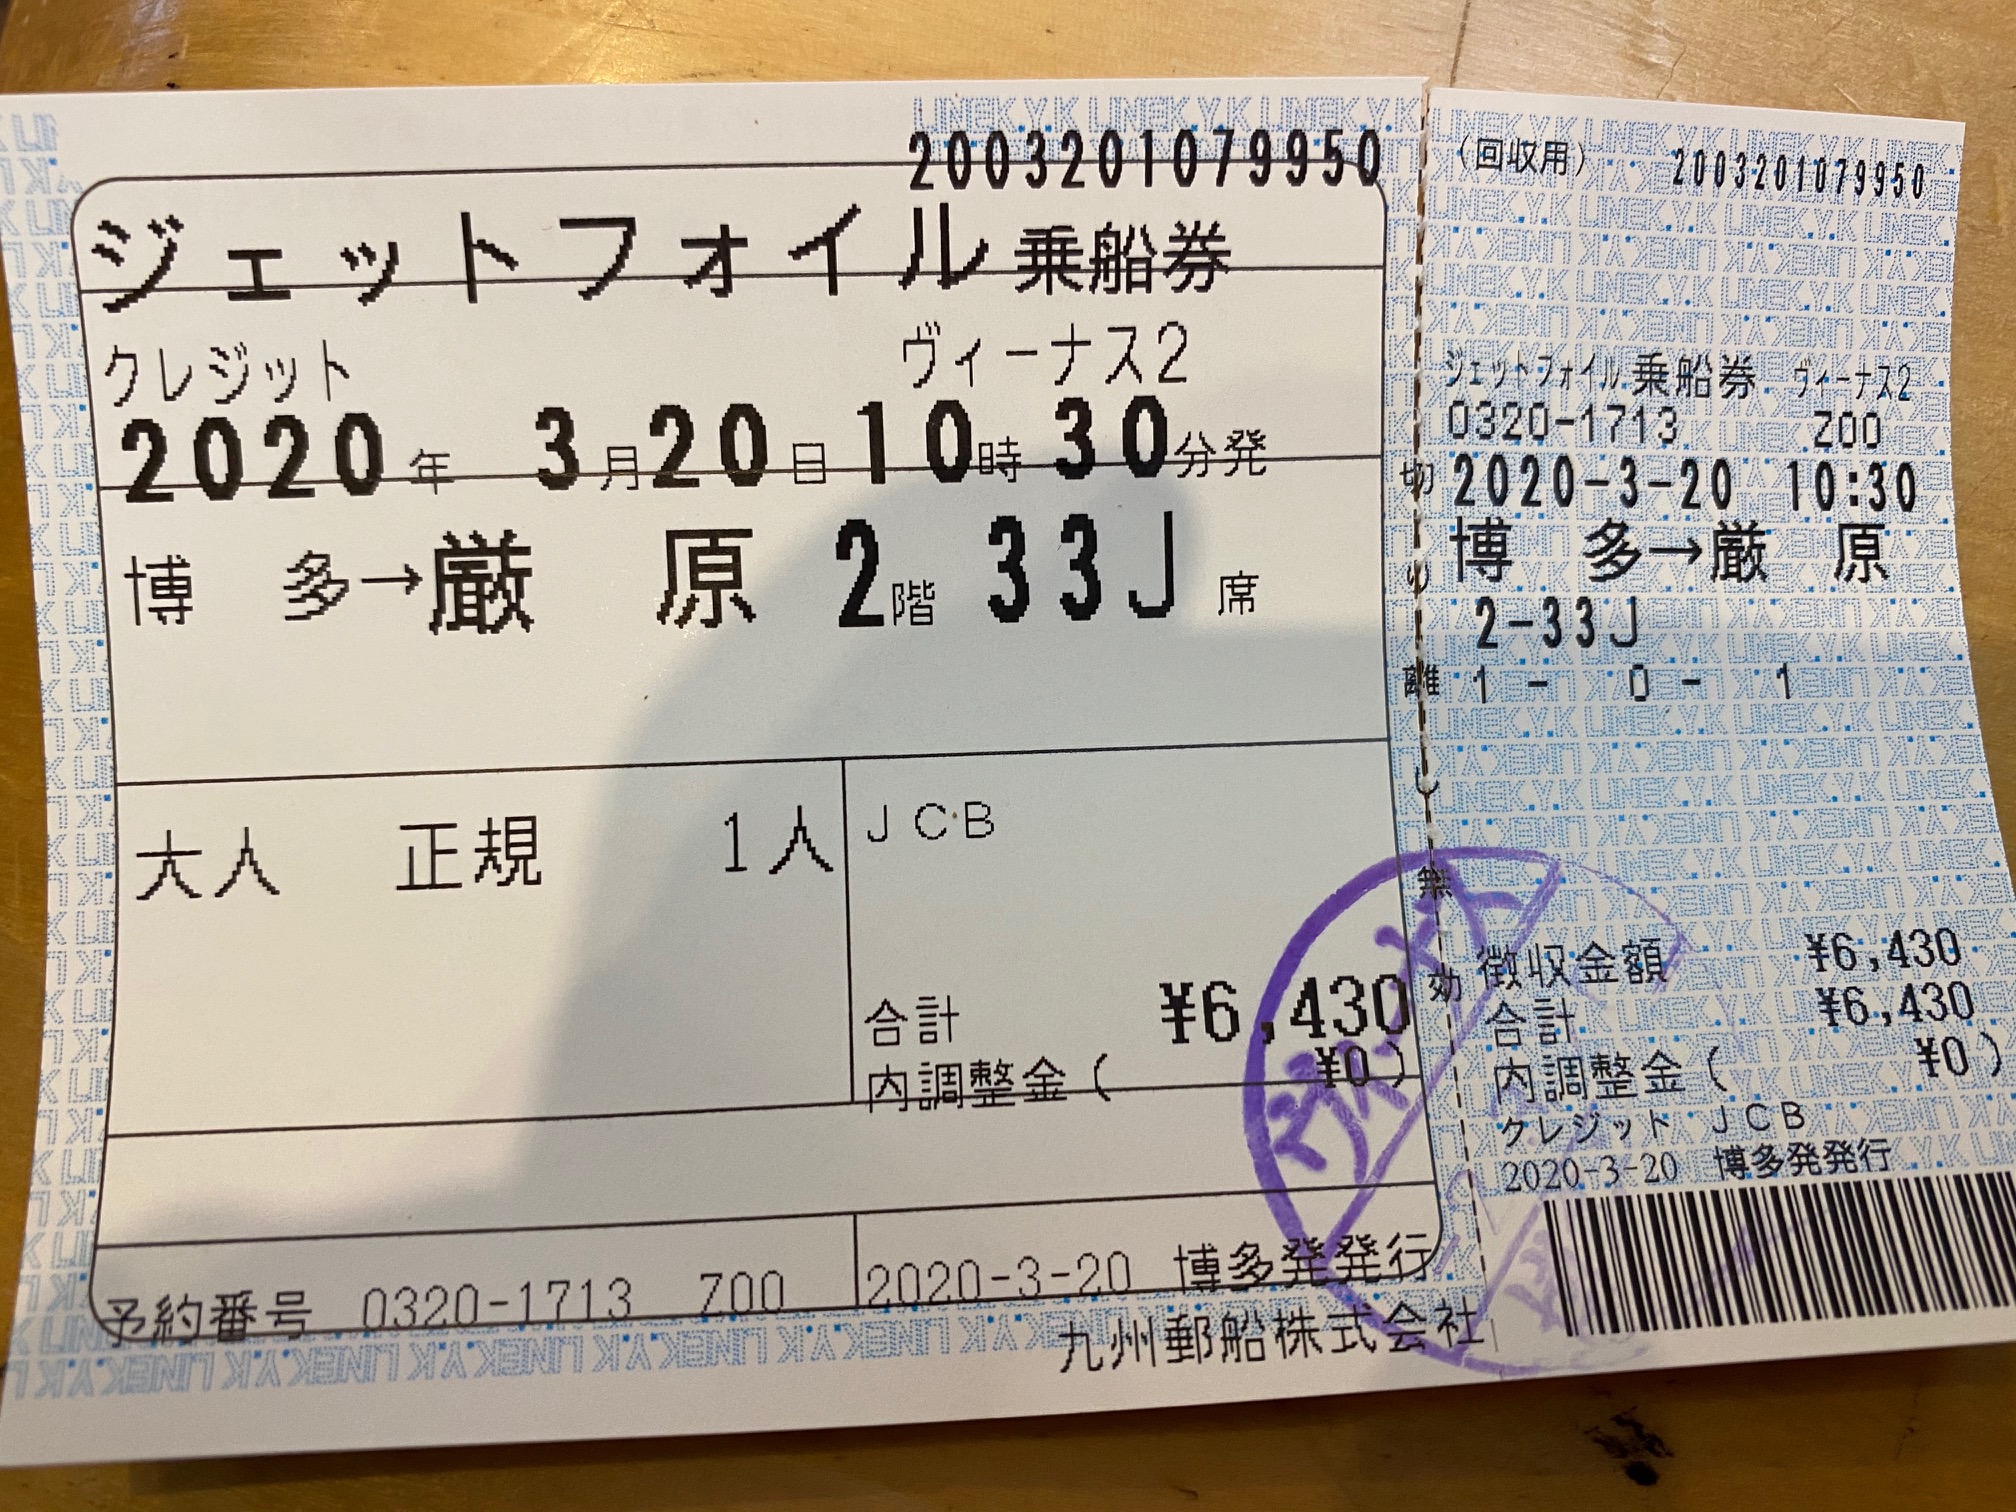 2003201079950
ジェットフォイル乗船券
クレジット ヴィーナス2
2020年 3月20日10時30分発
博 多→厳 原 2階 33J 席
大人 正規 1人
JCB
合計 ¥6,430
内調整金( ¥0)
予約番号 0320-1713 Z00
2020-3-20 博多発発行
九州郵船株式会社
切り離し無効
(回収用) 2003201079950
ジェットフォイル乗船券 ヴィーナス2
0320-1713 Z00
2020-3-20 10:30
博 多→厳 原
2-33J
1 - 0 - 1
徴収金額 ¥6,430
合計 ¥6,430
内調整金( ¥0)
クレジット JCB
2020-3-20 博多発発行